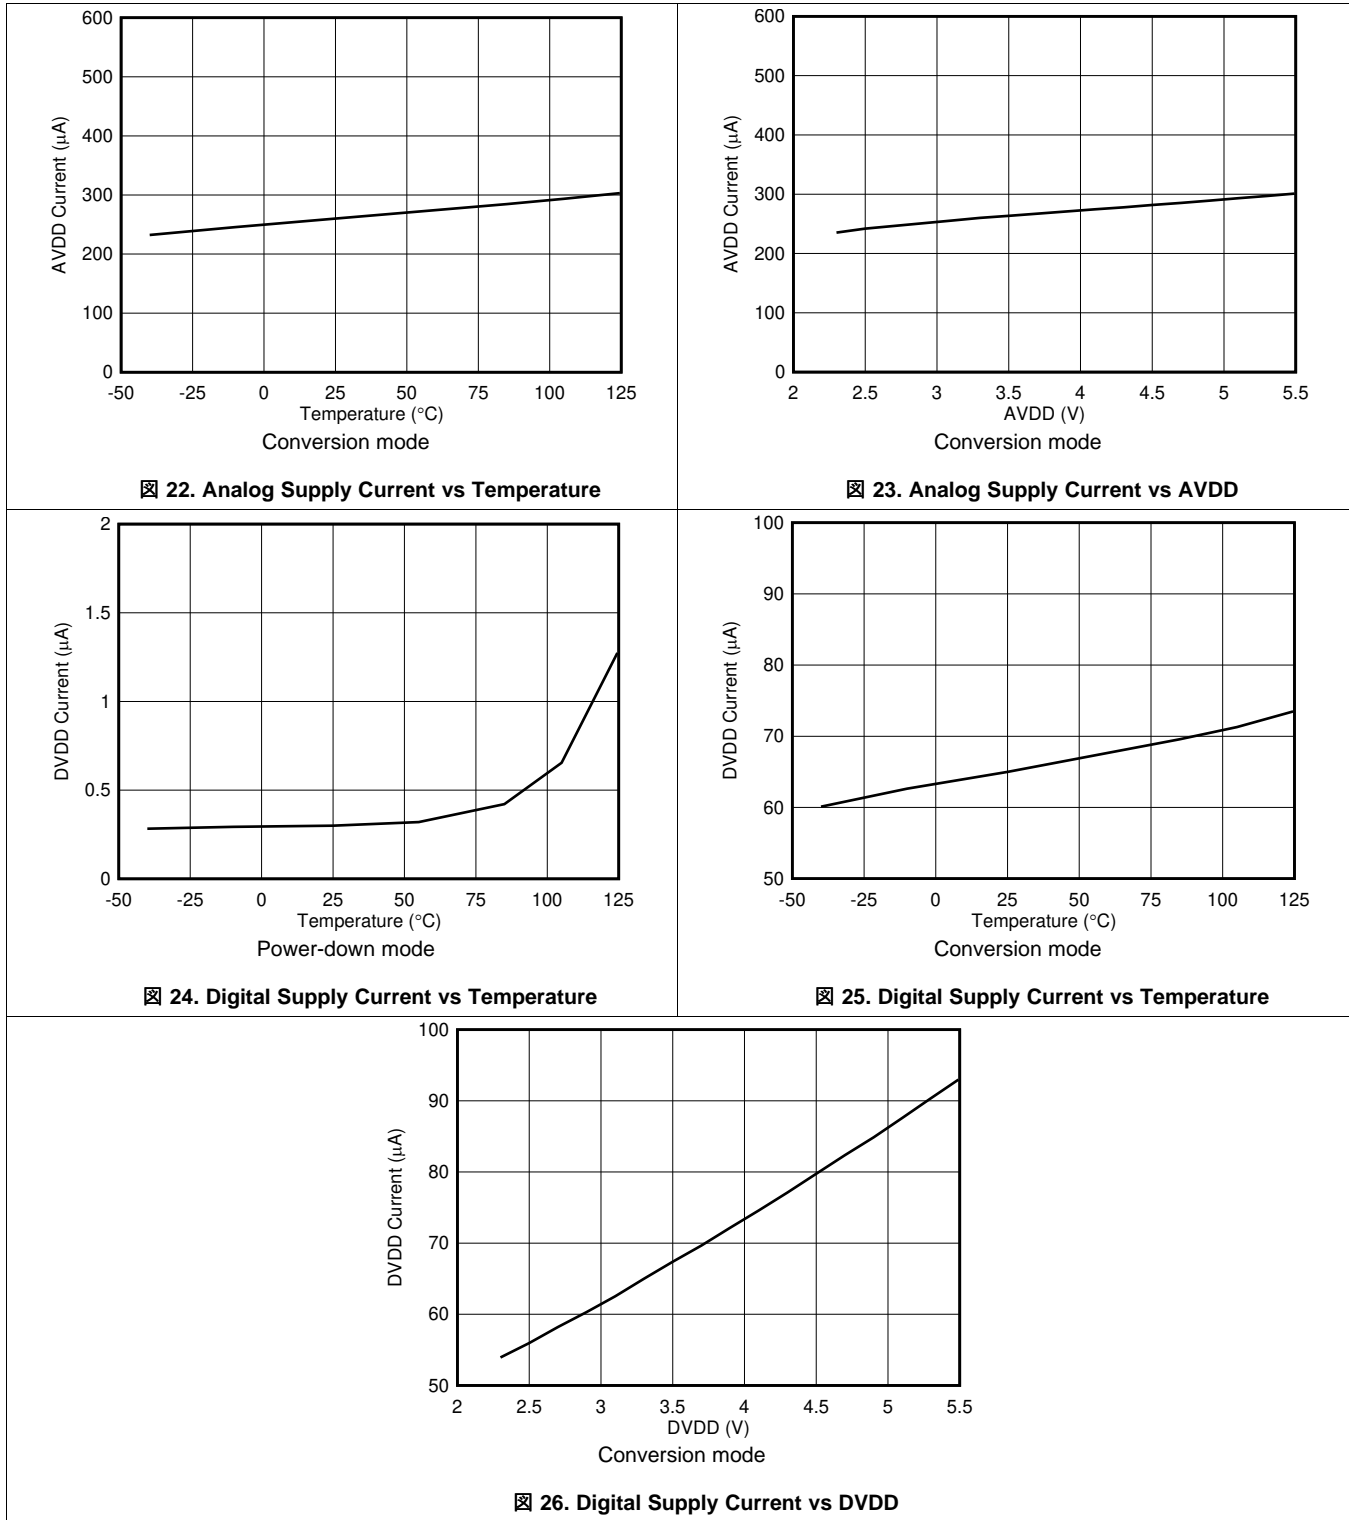 600
500
400
300
200
100
0
AVDD Current (μA)
-50 -25 0 25 50 75 100 125
Temperature (°C)
Conversion mode
図 22. Analog Supply Current vs Temperature
600
500
400
300
200
100
0
AVDD Current (μA)
2 2.5 3 3.5 4 4.5 5 5.5
AVDD (V)
Conversion mode
図 23. Analog Supply Current vs AVDD
2
1.5
1
0.5
0
DVDD Current (μA)
-50 -25 0 25 50 75 100 125
Temperature (°C)
Power-down mode
図 24. Digital Supply Current vs Temperature
100
90
80
70
60
50
DVDD Current (μA)
-50 -25 0 25 50 75 100 125
Temperature (°C)
Conversion mode
図 25. Digital Supply Current vs Temperature
100
90
80
70
60
50
DVDD Current (μA)
2 2.5 3 3.5 4 4.5 5 5.5
DVDD (V)
Conversion mode
図 26. Digital Supply Current vs DVDD